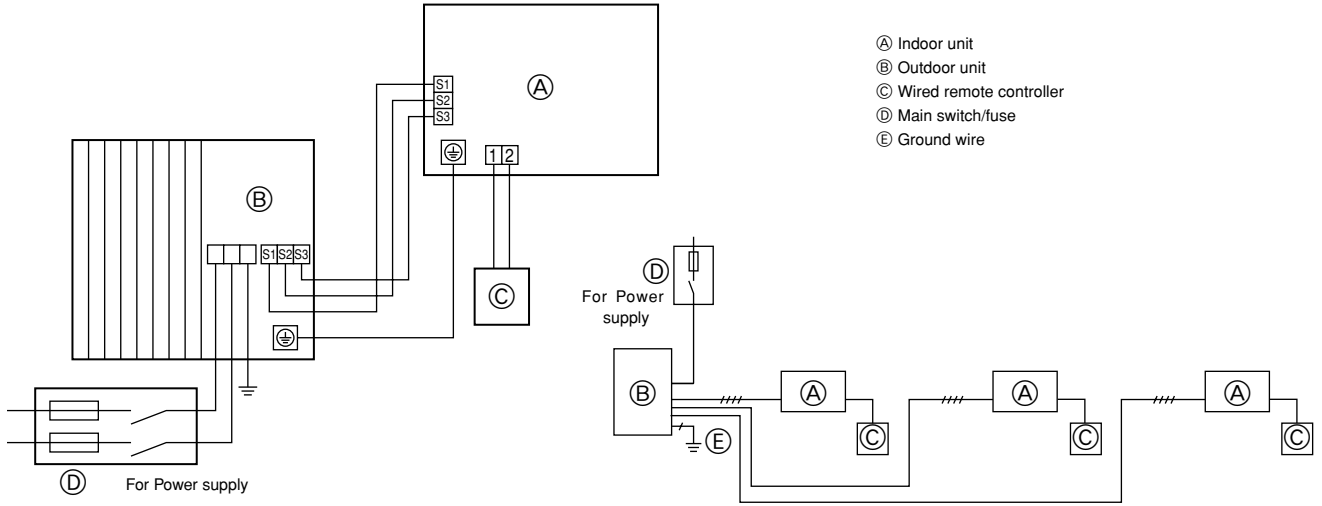 S1
S2
S3
Ⓐ
1 2
Ⓑ
S1 S2 S3
Ⓒ
Ⓓ
For Power supply
Ⓐ Indoor unit
Ⓑ Outdoor unit
Ⓒ Wired remote controller
Ⓓ Main switch/fuse
Ⓔ Ground wire
Ⓓ
For Power
supply
Ⓑ
Ⓐ
Ⓐ
Ⓐ
Ⓒ
Ⓒ
Ⓒ
Ⓔ